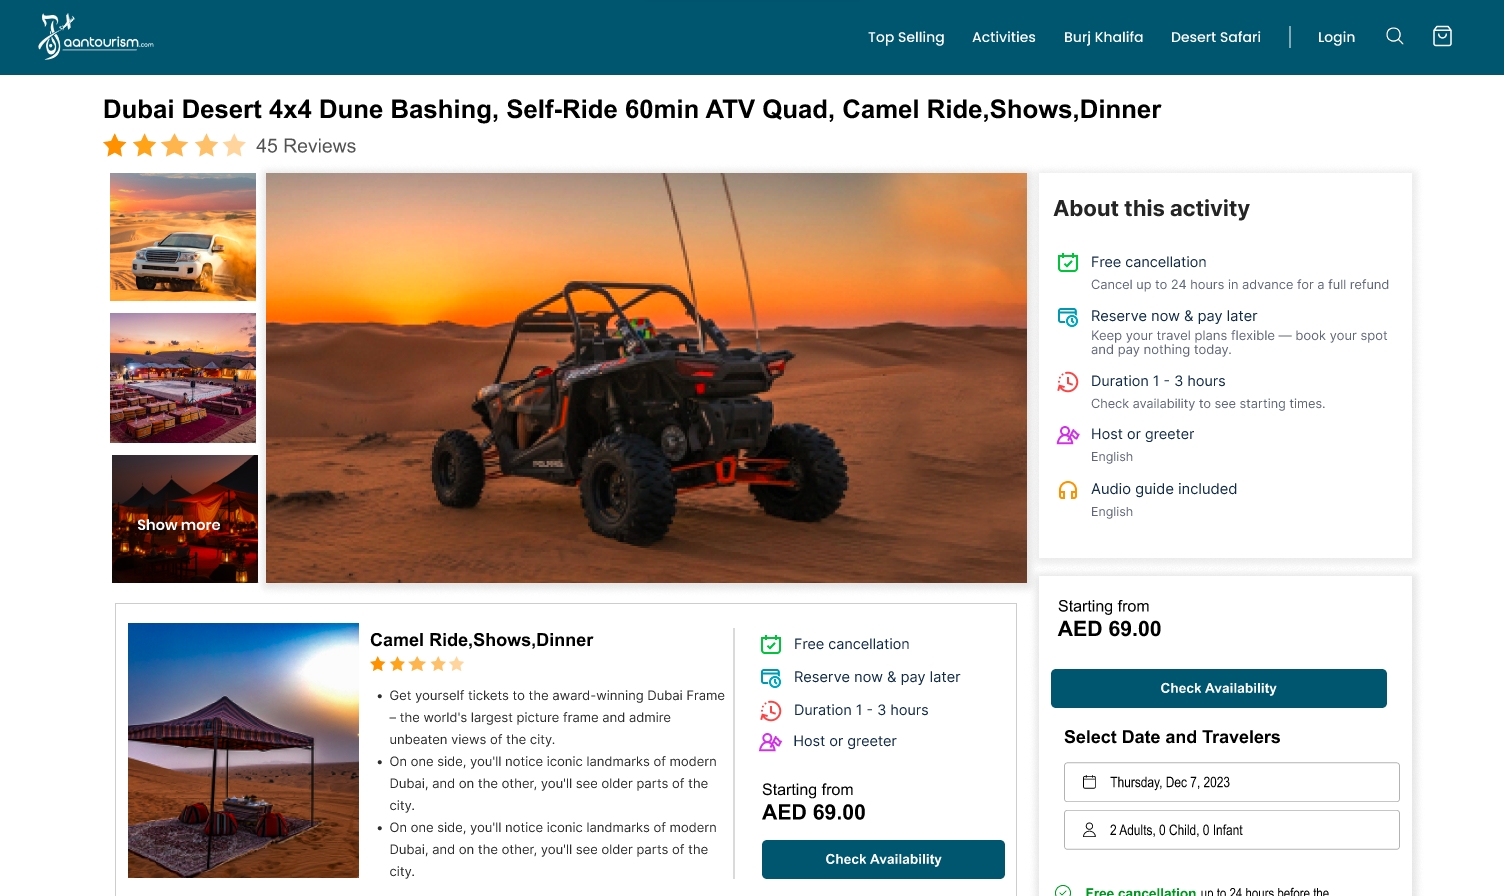 aantourism.com
Top Selling
Activities
Burj Khalifa
Desert Safari
Login
Dubai Desert 4x4 Dune Bashing, Self-Ride 60min ATV Quad, Camel Ride,Shows,Dinner
45 Reviews
Show more
About this activity
Free cancellation
Cancel up to 24 hours in advance for a full refund
Reserve now & pay later
Keep your travel plans flexible — book your spot
and pay nothing today.
Duration 1 - 3 hours
Check availability to see starting times.
Host or greeter
English
Audio guide included
English
Camel Ride,Shows,Dinner
• Get yourself tickets to the award-winning Dubai Frame
– the world's largest picture frame and admire
unbeaten views of the city.
• On one side, you'll notice iconic landmarks of modern
Dubai, and on the other, you'll see older parts of the
city.
• On one side, you'll notice iconic landmarks of modern
Dubai, and on the other, you'll see older parts of the
city.
Free cancellation
Reserve now & pay later
Duration 1 - 3 hours
Host or greeter
Starting from
AED 69.00
Check Availability
Starting from
AED 69.00
Check Availability
Select Date and Travelers
Thursday, Dec 7, 2023
2 Adults, 0 Child, 0 Infant
Free cancellation up to 24 hours before the